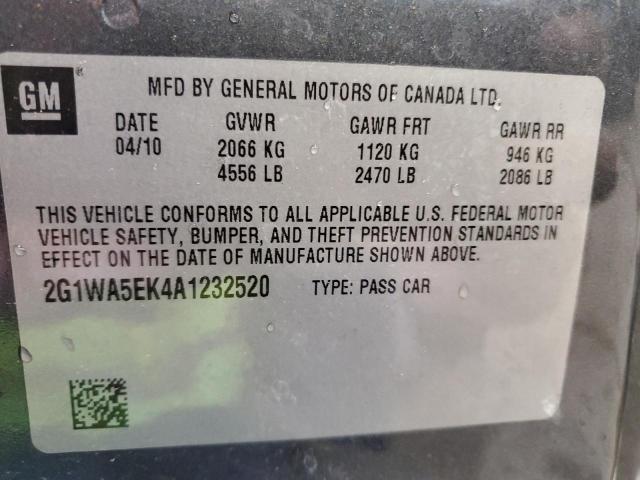 GM ®
MFD BY GENERAL MOTORS OF CANADA LTD.
DATE GVWR GAWR FRT GAWR RR
04/10 2066 KG 1120 KG 946 KG
4556 LB 2470 LB 2086 LB
THIS VEHICLE CONFORMS TO ALL APPLICABLE U.S. FEDERAL MOTOR
VEHICLE SAFETY, BUMPER, AND THEFT PREVENTION STANDARDS IN
EFFECT ON THE DATE OF MANUFACTURE SHOWN ABOVE.
2G1WA5EK4A1232520 TYPE: PASS CAR